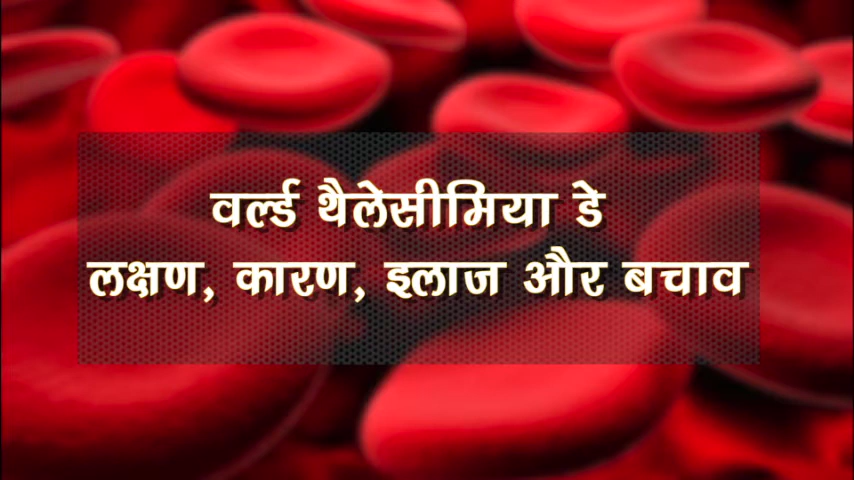 वर्ल्ड थैलेसीमिया डे
लक्षण, कारण, इलाज और बचाव